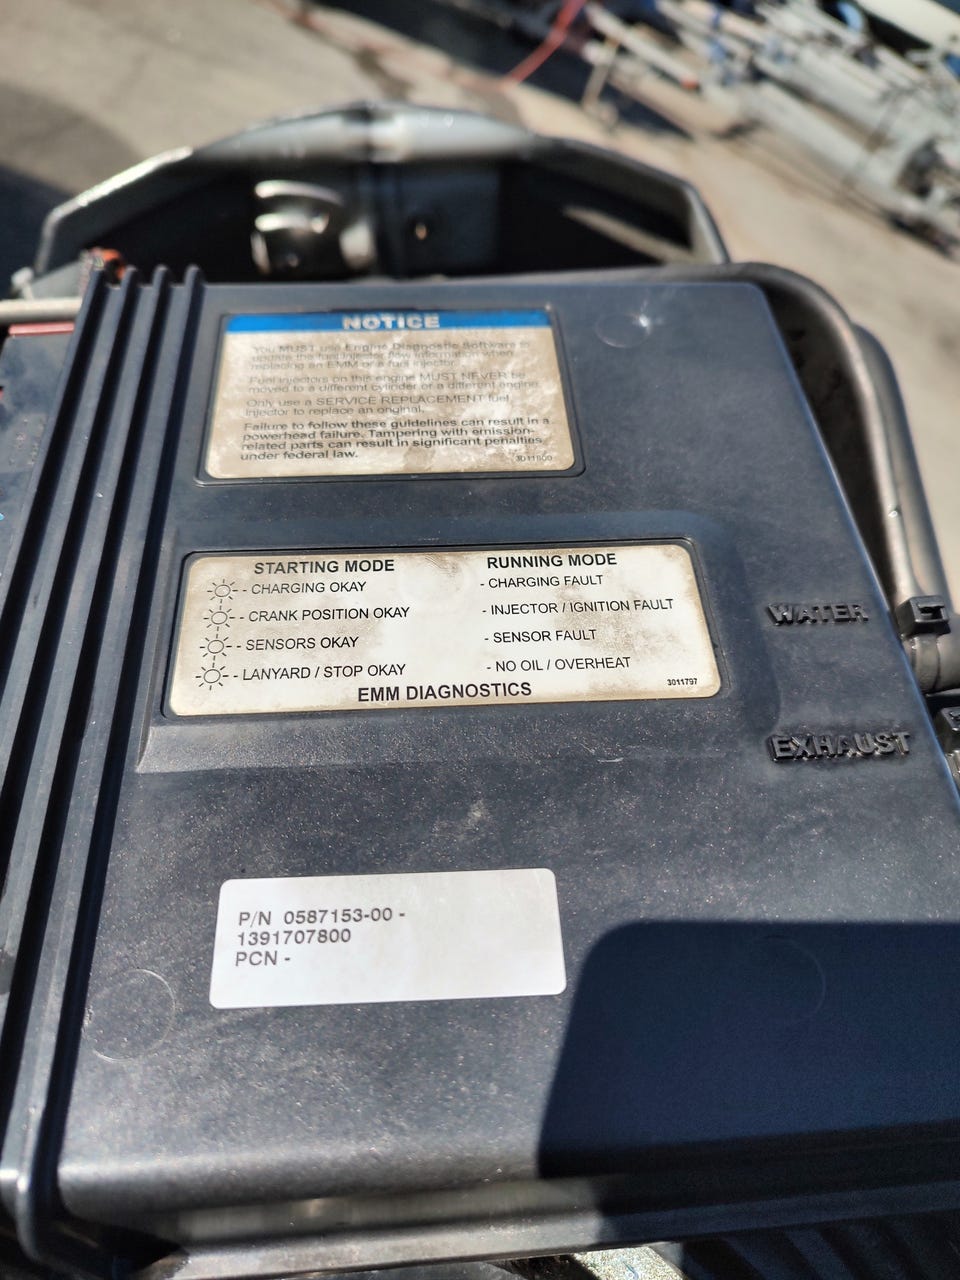 NOTICE
You MUST use Engine Diagnostic Software to
update the fuel injector flow information when
replacing an EMM or a fuel injector.
Fuel injectors on this engine MUST NEVER be
moved to a different cylinder or a different engine.
Only use a SERVICE REPLACEMENT fuel
injector to replace an original.
Failure to follow these guidelines can result in a
powerhead failure. Tampering with emission-
related parts can result in significant penalties
under federal law.
3011800
STARTING MODE RUNNING MODE
- CHARGING OKAY - CHARGING FAULT
- CRANK POSITION OKAY - INJECTOR / IGNITION FAULT
- SENSORS OKAY - SENSOR FAULT
- LANYARD / STOP OKAY - NO OIL / OVERHEAT
EMM DIAGNOSTICS 3011797
WATER
EXHAUST
P/N 0587153-00 -
1391707800
PCN -